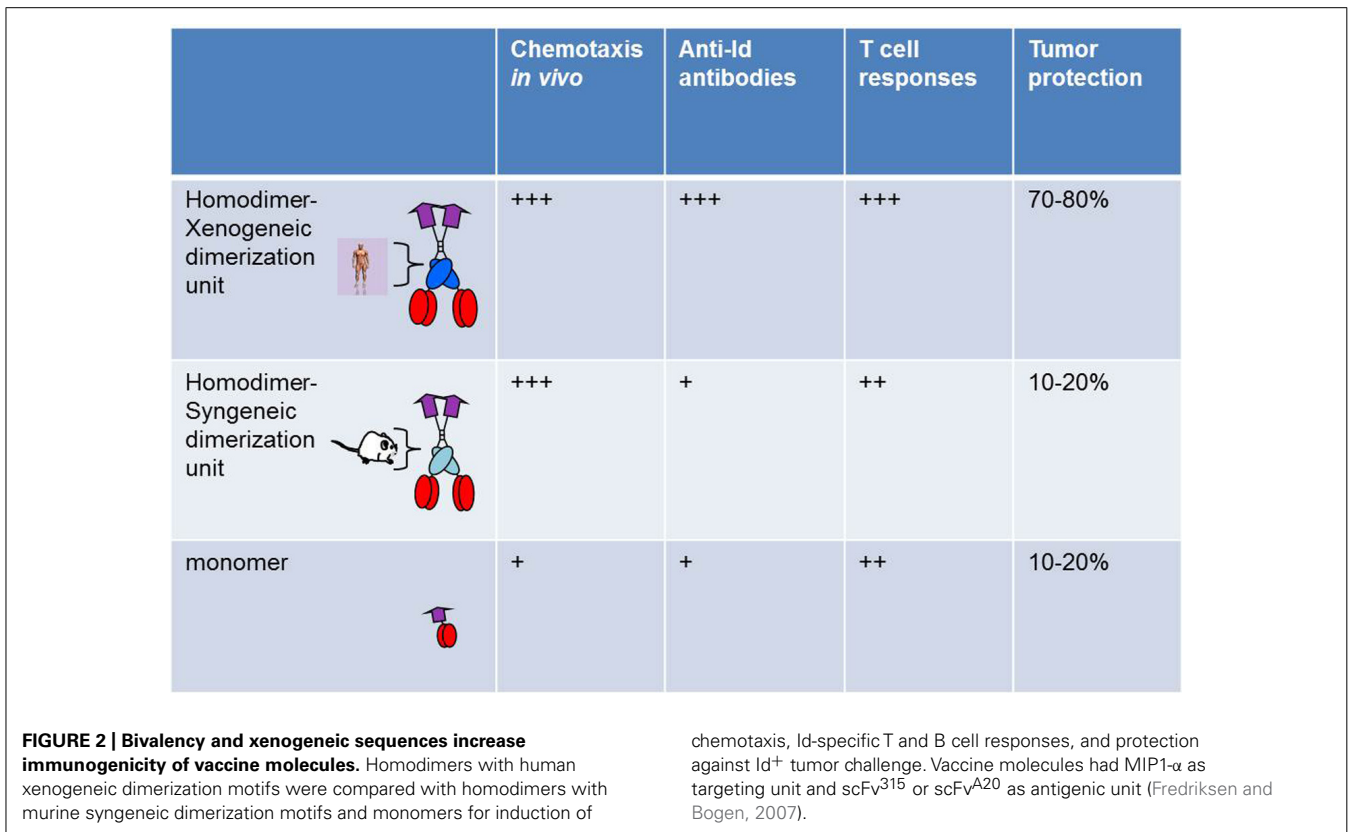 Chemotaxis in vivo
Anti-Id antibodies
T cell responses
Tumor protection
Homodimer-
Xenogeneic
dimerization
unit
+++
+++
+++
70-80%
Homodimer-
Syngeneic
dimerization
unit
+++
+
++
10-20%
monomer
+
+
++
10-20%
FIGURE 2 | Bivalency and xenogeneic sequences increase
immunogenicity of vaccine molecules. Homodimers with human
xenogeneic dimerization motifs were compared with homodimers with
murine syngeneic dimerization motifs and monomers for induction of
chemotaxis, Id-specific T and B cell responses, and protection
against Id⁺ tumor challenge. Vaccine molecules had MIP1-α as
targeting unit and scFv³¹⁵ or scFvᴬ²⁰ as antigenic unit (Fredriksen and
Bogen, 2007).